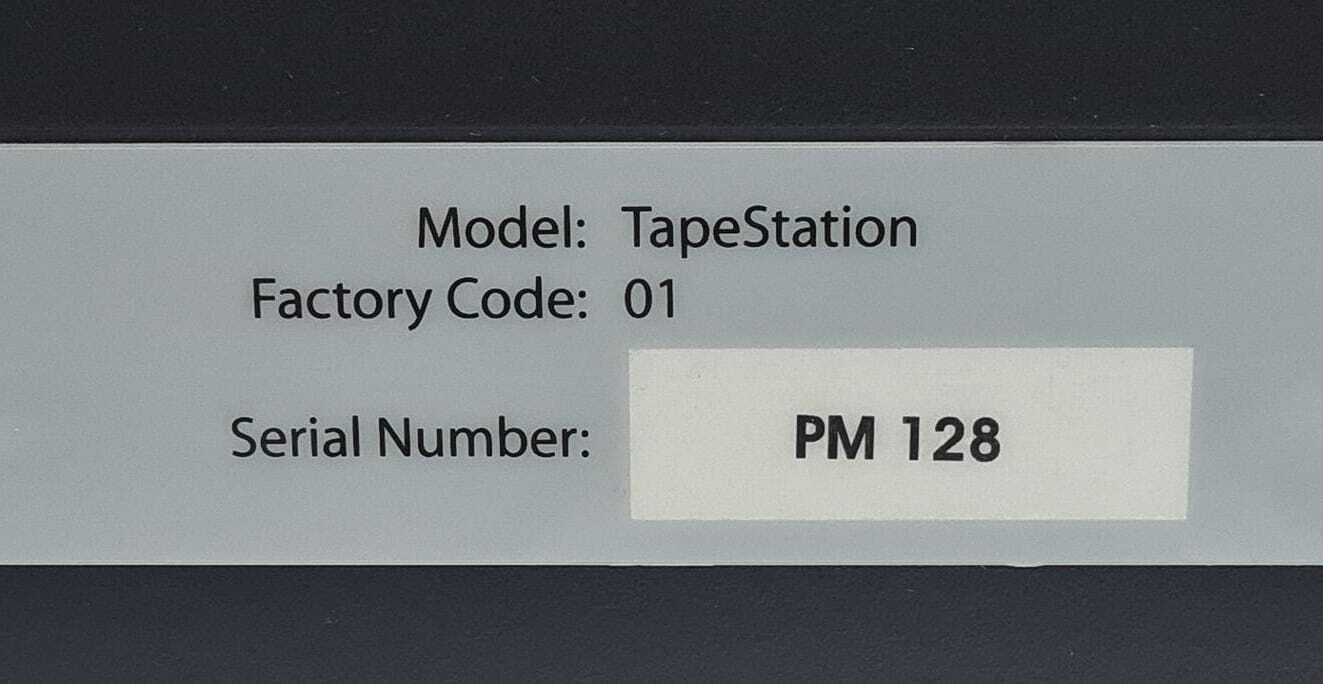 Model: TapeStation
Factory Code: 01
Serial Number: PM 128